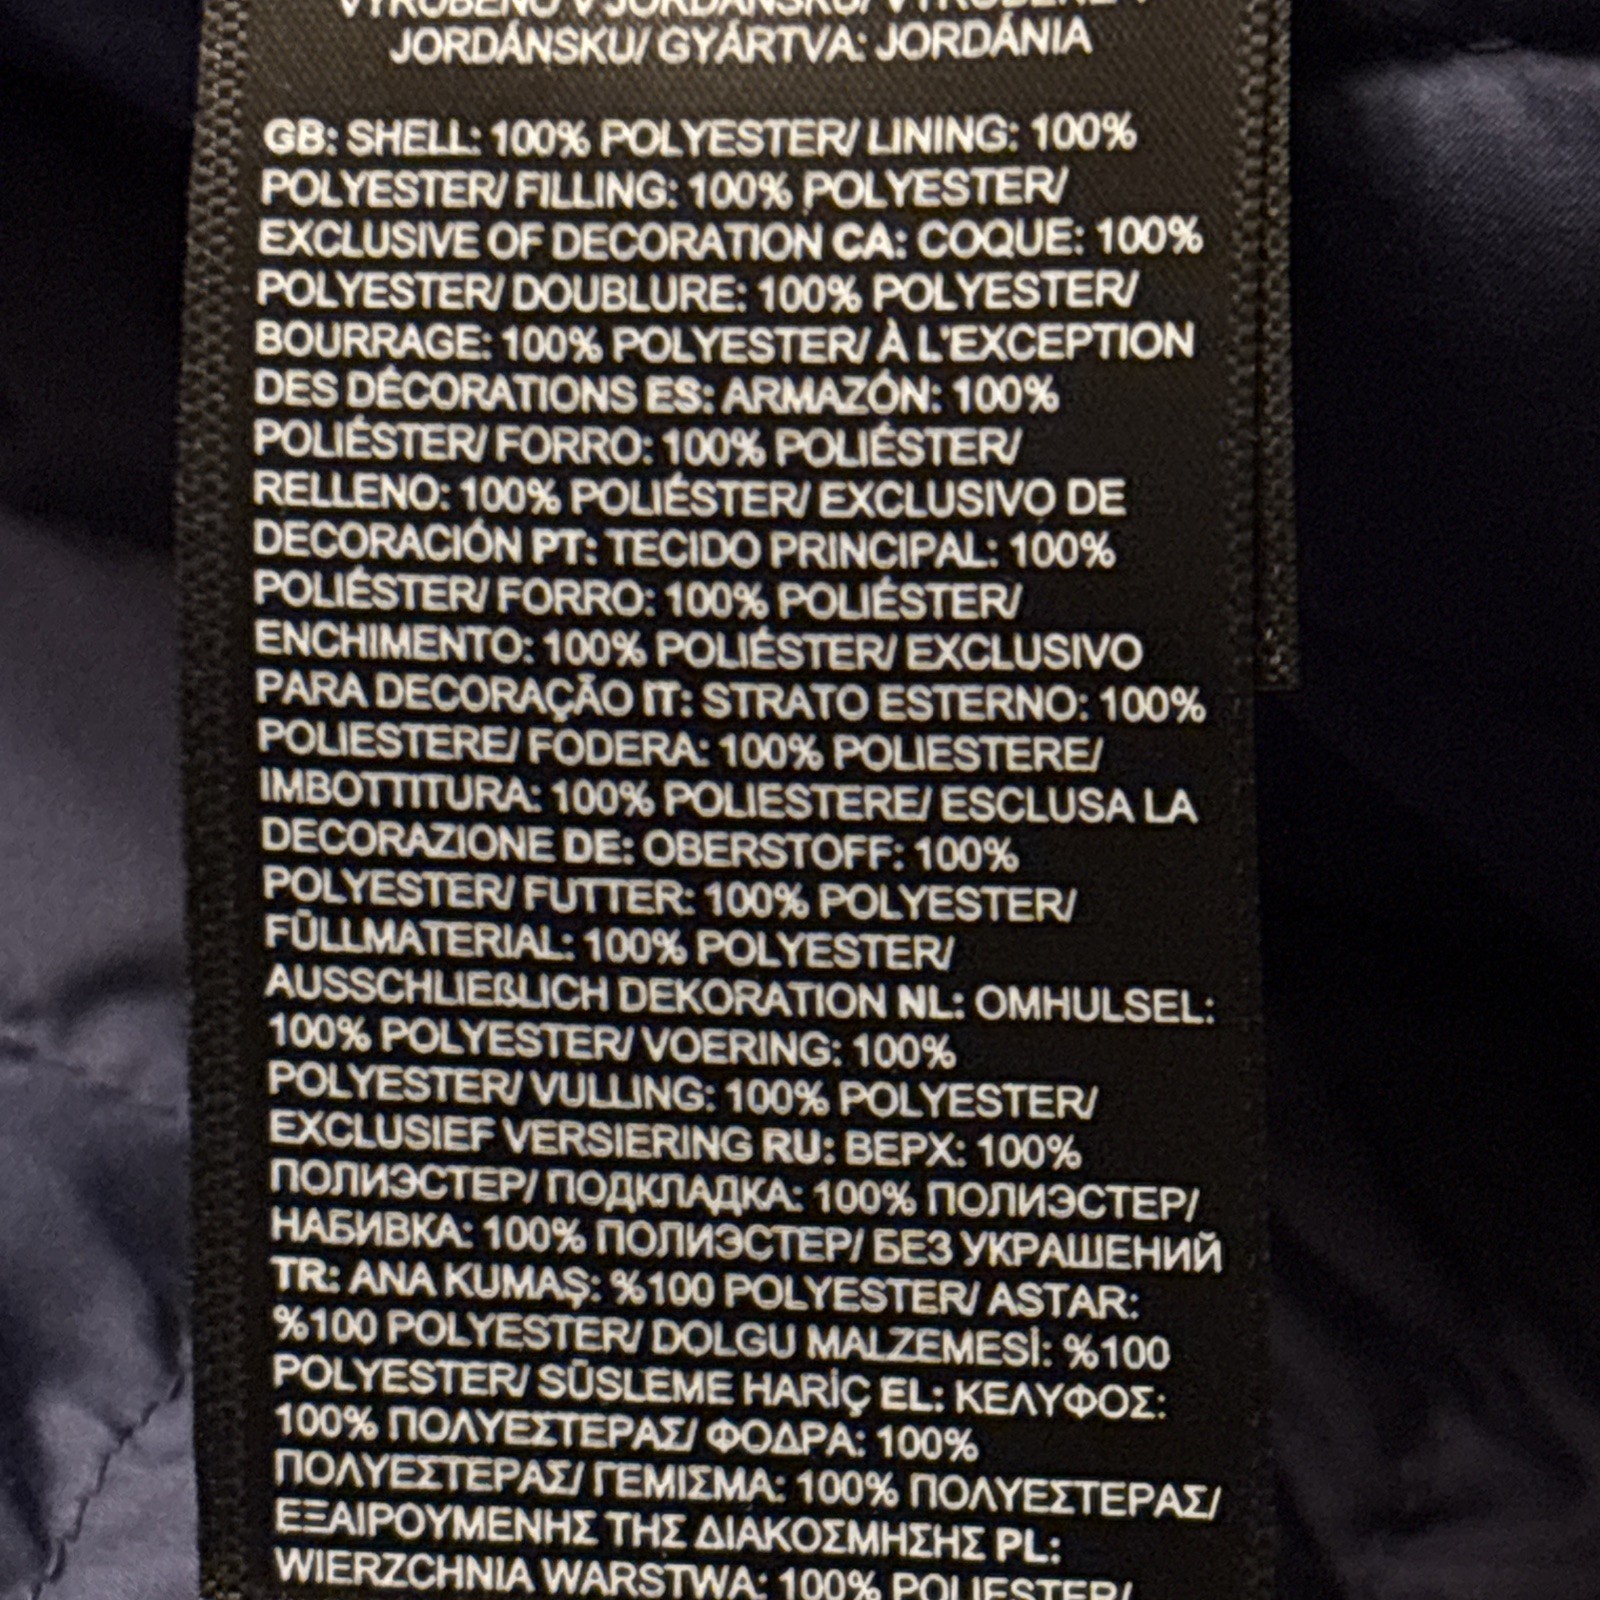 VYROBENO V JORDÁNSKU/
JORDÁNSKU/ GYÁRTVA: JORDÁNIA
GB: SHELL: 100% POLYESTER/ LINING: 100%
POLYESTER/ FILLING: 100% POLYESTER/
EXCLUSIVE OF DECORATION CA: COQUE: 100%
POLYESTER/ DOUBLURE: 100% POLYESTER/
BOURRAGE: 100% POLYESTER/ À L'EXCEPTION
DES DÉCORATIONS ES: ARMAZÓN: 100%
POLIÉSTER/ FORRO: 100% POLIÉSTER/
RELLENO: 100% POLIÉSTER/ EXCLUSIVO DE
DECORACIÓN PT: TECIDO PRINCIPAL: 100%
POLIÉSTER/ FORRO: 100% POLIÉSTER/
ENCHIMENTO: 100% POLIÉSTER/ EXCLUSIVO
PARA DECORAÇÃO IT: STRATO ESTERNO: 100%
POLIESTERE/ FODERA: 100% POLIESTERE/
IMBOTTITURA: 100% POLIESTERE/ ESCLUSA LA
DECORAZIONE DE: OBERSTOFF: 100%
POLYESTER/ FUTTER: 100% POLYESTER/
FÜLLMATERIAL: 100% POLYESTER/
AUSSCHLIEßLICH DEKORATION NL: OMHULSEL:
100% POLYESTER/ VOERING: 100%
POLYESTER/ VULLING: 100% POLYESTER/
EXCLUSIEF VERSIERING RU: ВЕРХ: 100%
ПОЛИЭСТЕР/ ПОДКЛАДКА: 100% ПОЛИЭСТЕР/
НАБИВКА: 100% ПОЛИЭСТЕР/ БЕЗ УКРАШЕНИЙ
TR: ANA KUMAŞ: %100 POLYESTER/ ASTAR:
%100 POLYESTER/ DOLGU MALZEMESİ: %100
POLYESTER/ SÜSLEME HARİÇ EL: ΚΕΛΥΦΟΣ:
100% ΠΟΛΥΕΣΤΕΡΑΣ/ ΦΟΔΡΑ: 100%
ΠΟΛΥΕΣΤΕΡΑΣ/ ΓΕΜΙΣΜΑ: 100% ΠΟΛΥΕΣΤΕΡΑΣ/
ΕΞΑΙΡΟΥΜΕΝΗΣ ΤΗΣ ΔΙΑΚΟΣΜΗΣΗΣ PL:
WIERZCHNIA WARSTWA: 100% POLIESTER/